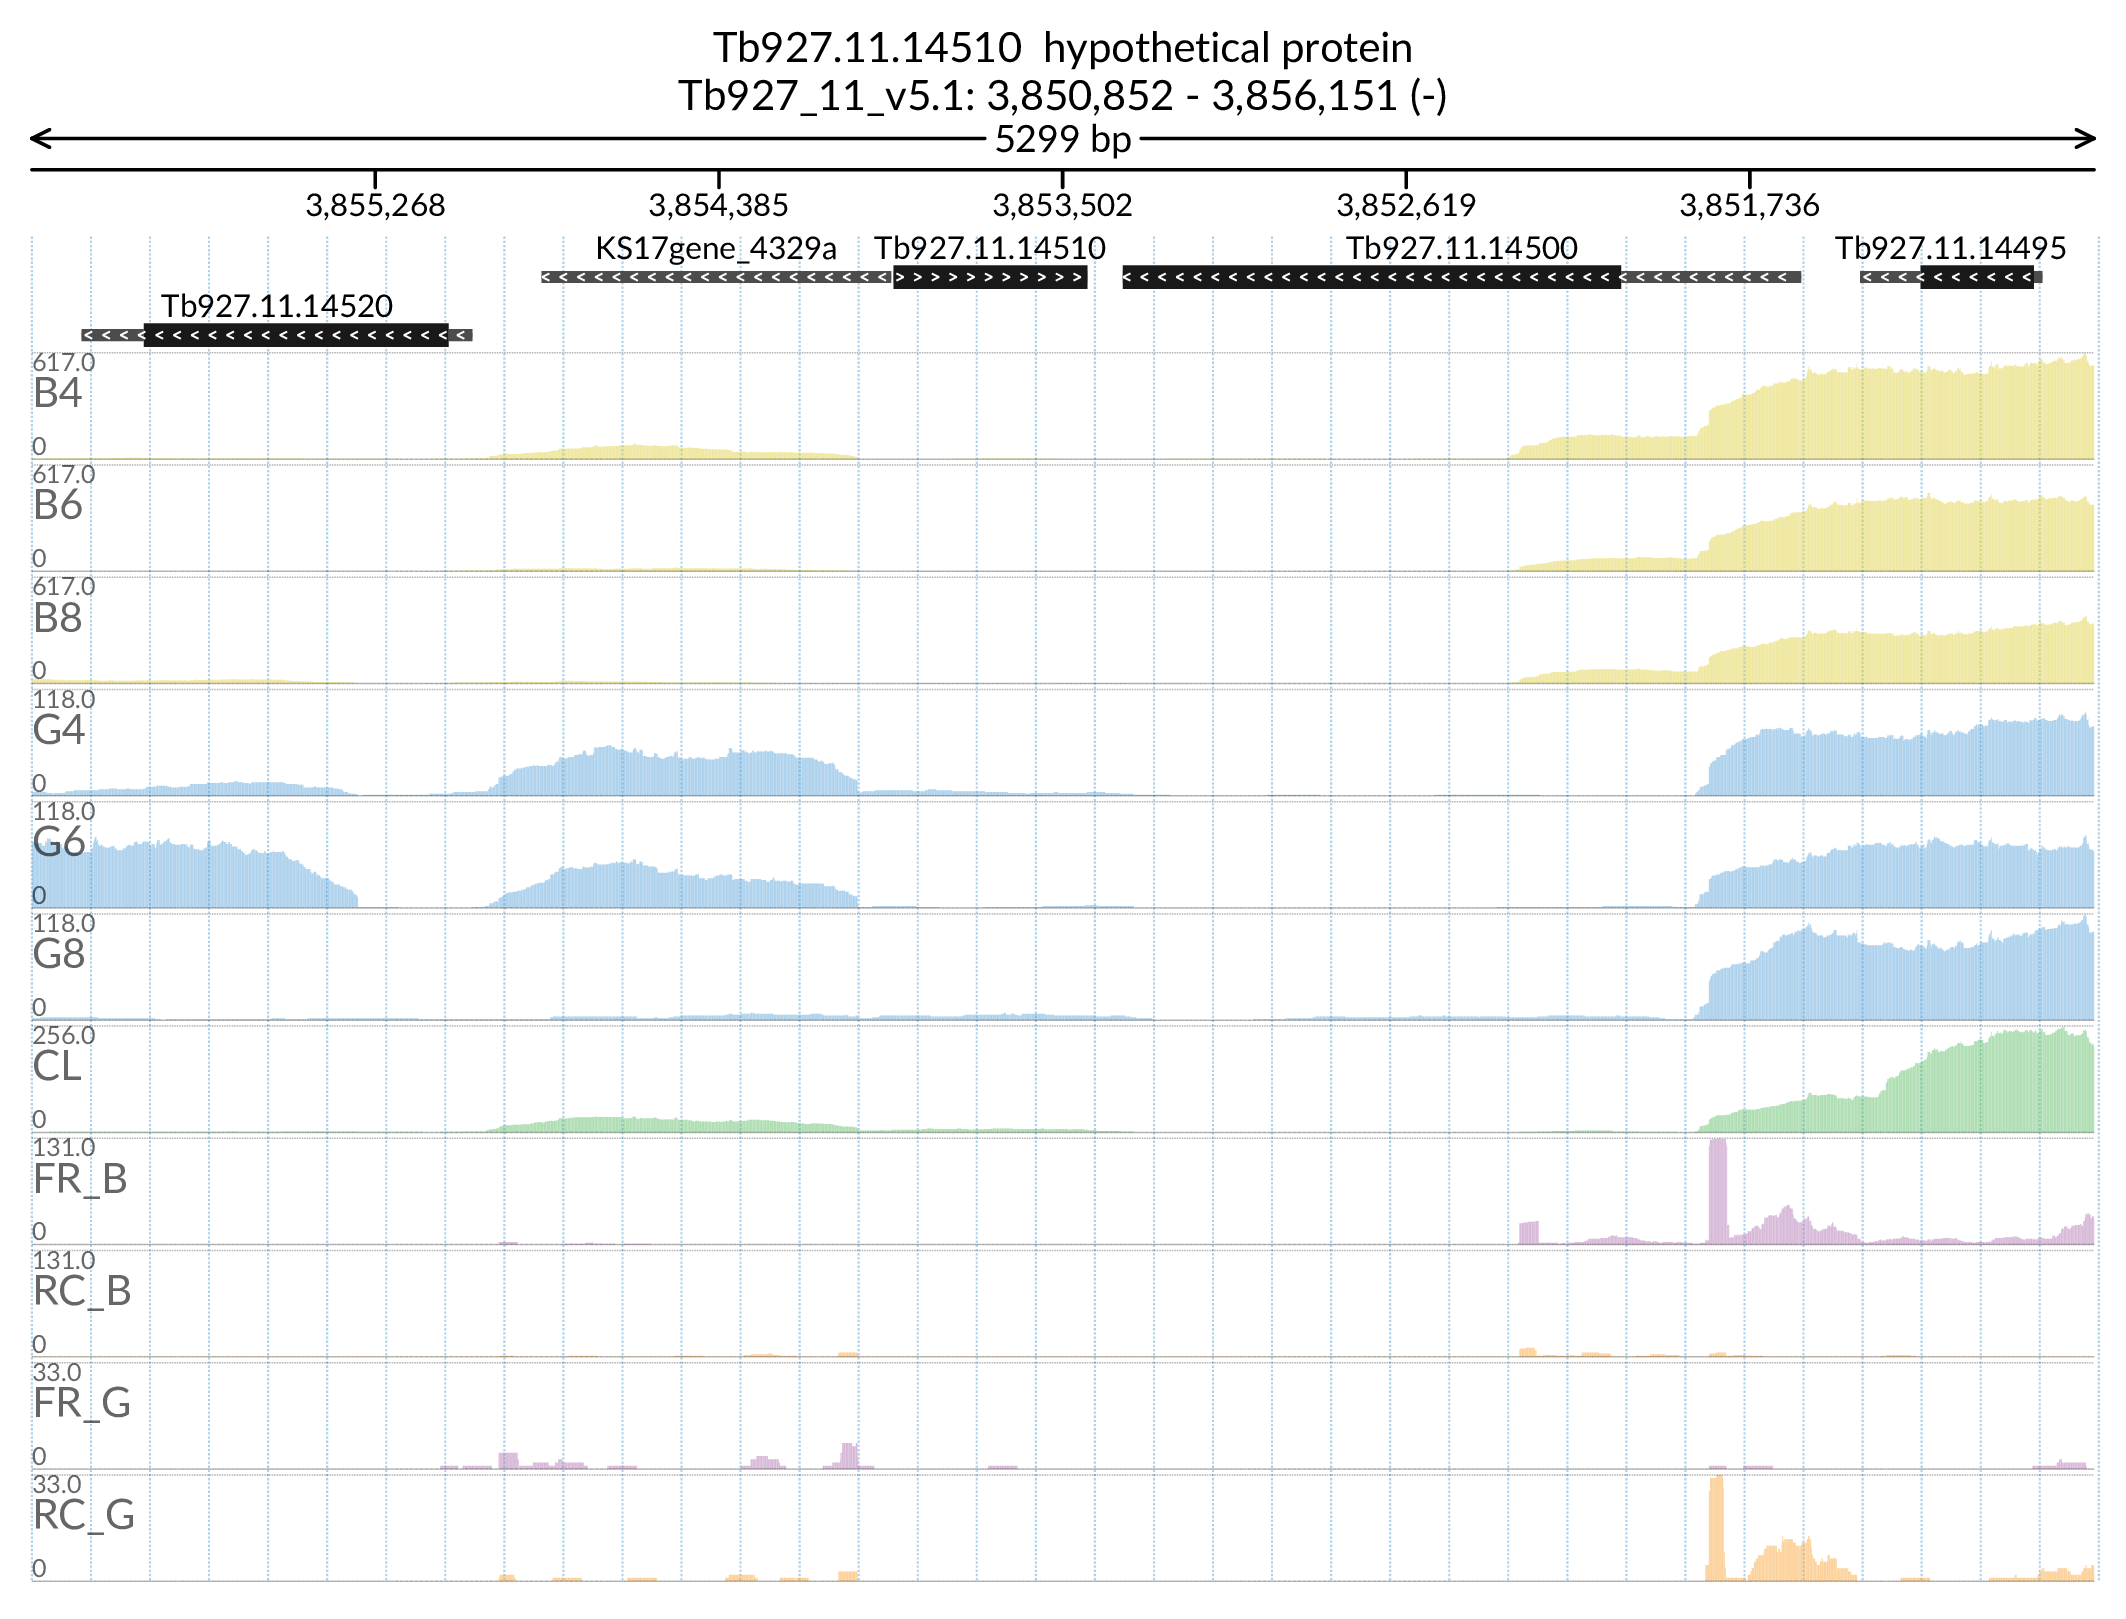 Tb927.11.14510  hypothetical protein
Tb927_11_v5.1: 3,850,852 - 3,856,151 (-)
5299 bp
3,855,268 3,854,385 3,853,502 3,852,619 3,851,736
KS17gene_4329a Tb927.11.14510 Tb927.11.14500 Tb927.11.14495
Tb927.11.14520
617.0
B4
0
617.0
B6
0
617.0
B8
0
118.0
G4
0
118.0
G6
0
118.0
G8
0
256.0
CL
0
131.0
FR_B
0
131.0
RC_B
0
33.0
FR_G
0
33.0
RC_G
0